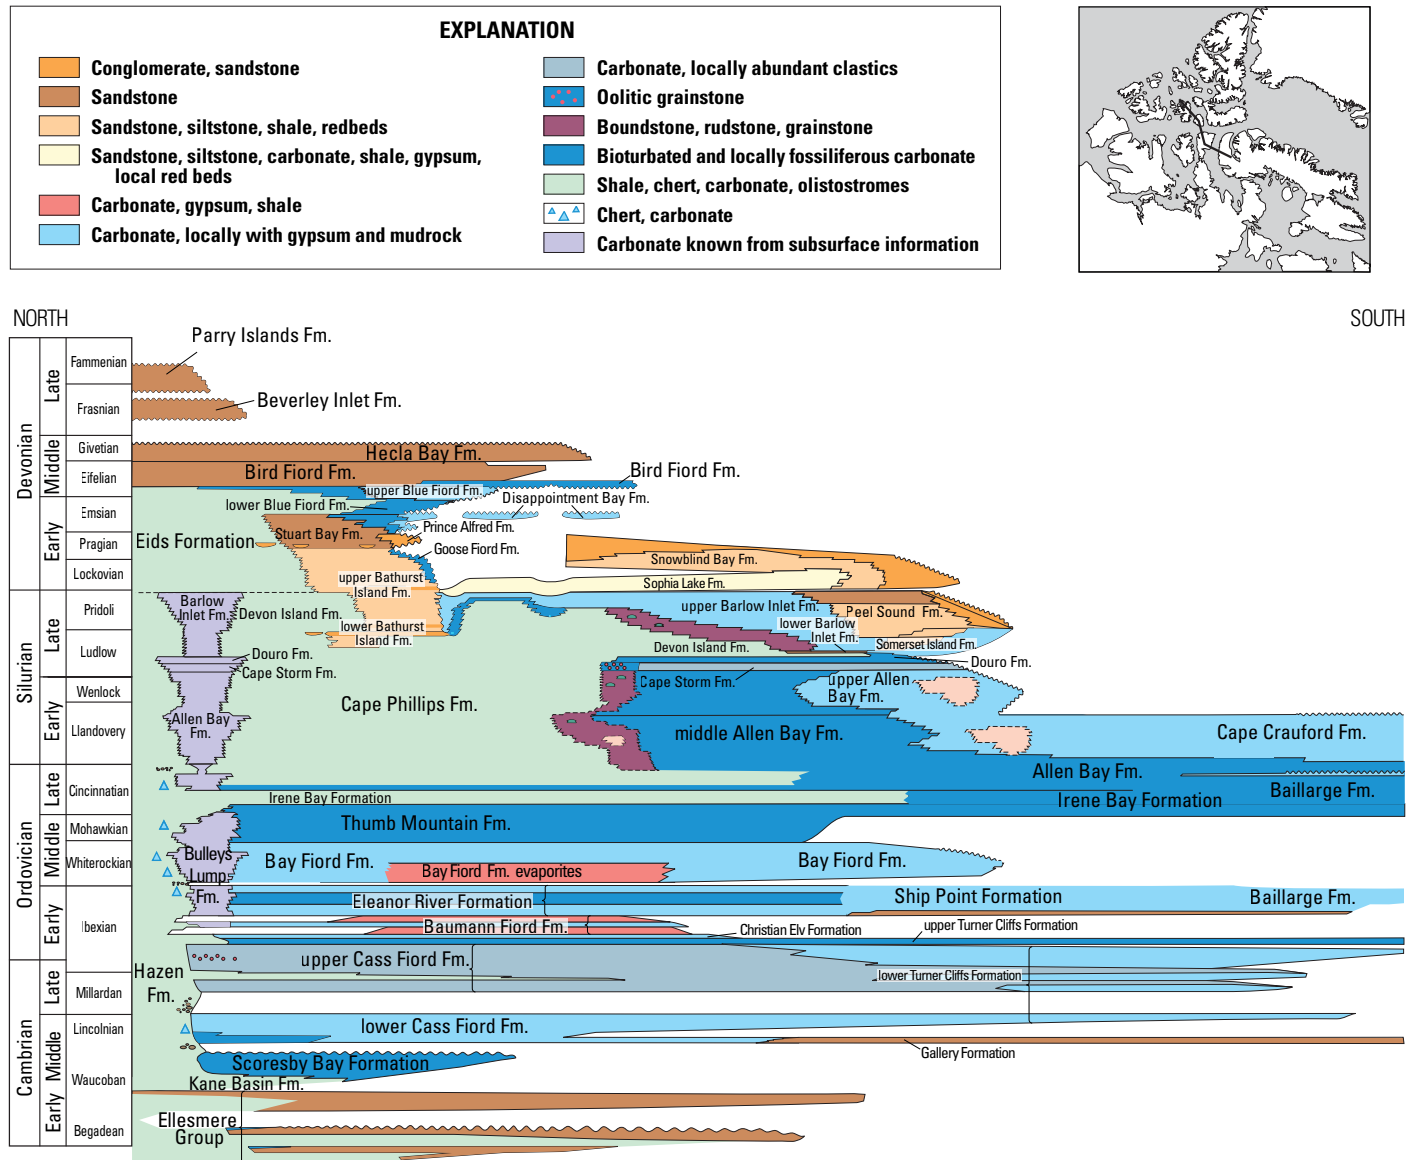 EXPLANATION
Conglomerate, sandstone
Sandstone
Sandstone, siltstone, shale, redbeds
Sandstone, siltstone, carbonate, shale, gypsum,
local red beds
Carbonate, gypsum, shale
Carbonate, locally with gypsum and mudrock
Carbonate, locally abundant clastics
Oolitic grainstone
Boundstone, rudstone, grainstone
Bioturbated and locally fossiliferous carbonate
Shale, chert, carbonate, olistostromes
Chert, carbonate
Carbonate known from subsurface information
NORTH
SOUTH
Devonian
Silurian
Ordovician
Cambrian
Late
Middle
Early
Late
Early
Late
Middle
Early
Late
Middle
Early
Fammenian
Frasnian
Givetian
Eifelian
Emsian
Pragian
Lockovian
Pridoli
Ludlow
Wenlock
Llandovery
Cincinnatian
Mohawkian
Whiterockian
Ibexian
Millardan
Lincolnian
Waucoban
Begadean
Parry Islands Fm.
Beverley Inlet Fm.
Hecla Bay Fm.
Bird Fiord Fm.
Bird Fiord Fm.
upper Blue Fiord Fm.
lower Blue Fiord Fm.
Disappointment Bay Fm.
Prince Alfred Fm.
Stuart Bay Fm.
Eids Formation
Goose Fiord Fm.
Snowblind Bay Fm.
upper Bathurst
Island Fm.
Sophia Lake Fm.
Barlow
Inlet Fm.
Devon Island Fm.
lower Bathurst
Island Fm.
upper Barlow Inlet Fm.
Peel Sound Fm.
lower Barlow
Inlet Fm.
Somerset Island Fm.
Devon Island Fm.
Douro Fm.
Douro Fm.
Cape Storm Fm.
Cape Storm Fm.
upper Allen
Bay Fm.
Cape Phillips Fm.
Allen Bay
Fm.
middle Allen Bay Fm.
Cape Crauford Fm.
Allen Bay Fm.
Baillarge Fm.
Irene Bay Formation
Irene Bay Formation
Thumb Mountain Fm.
Bulleys
Lump
Fm.
Bay Fiord Fm.
Bay Fiord Fm. evaporites
Bay Fiord Fm.
Eleanor River Formation
Ship Point Formation
Baillarge Fm.
Baumann Fiord Fm.
Christian Elv Formation
upper Turner Cliffs Formation
upper Cass Fiord Fm.
lower Turner Cliffs Formation
Hazen
Fm.
lower Cass Fiord Fm.
Gallery Formation
Scoresby Bay Formation
Kane Basin Fm.
Ellesmere
Group